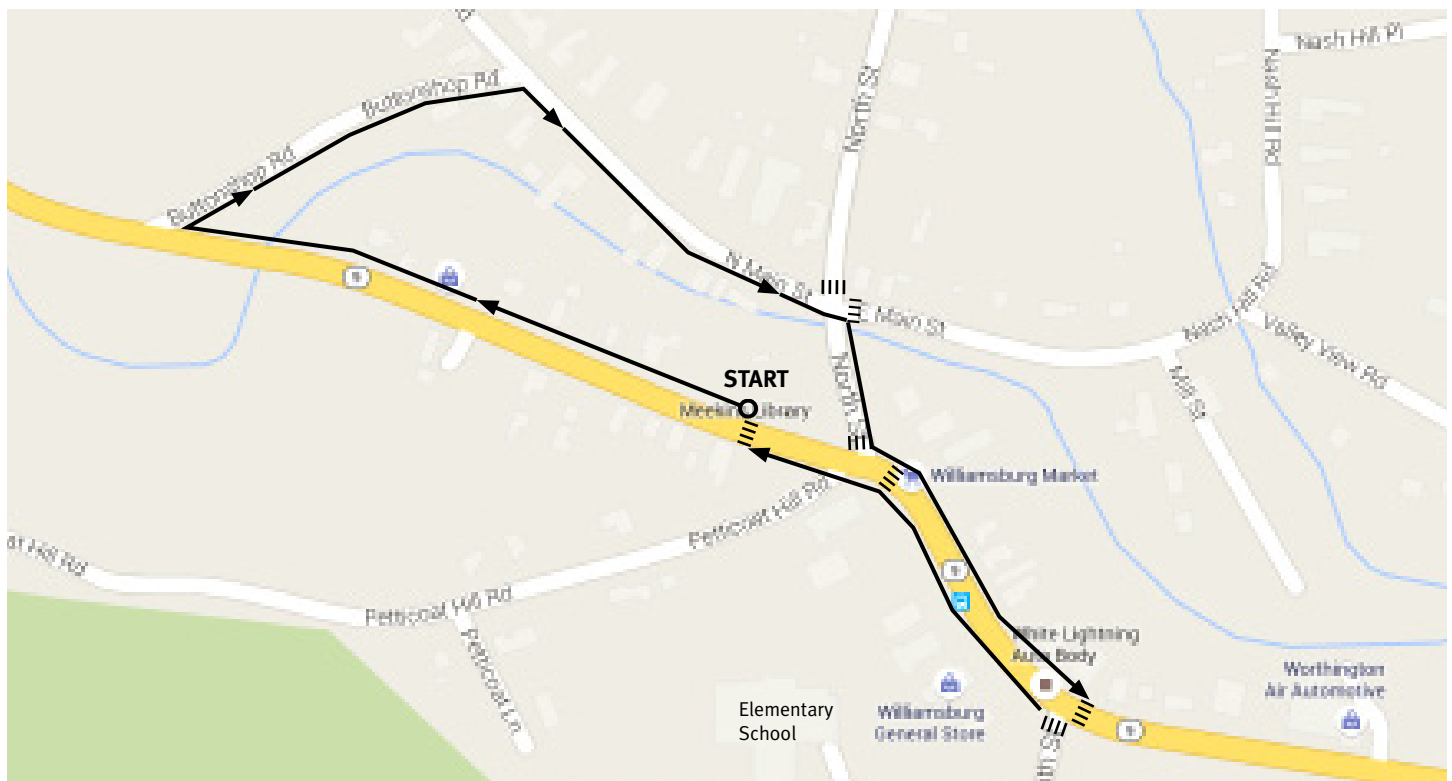 Nash Hill Pl
Buttonshop Rd
North St
Nash Hill Rd
Buttonshop Rd
N Main St
E Main St
Nash Hill Rd
Valley View Rd
9
START
North St
Mill St
Meekins Library
Williamsburg Market
Petticoat Hill Rd
9
Petticoat Hill Rd
Petticoat Ln
White Lightning
Auto Body
Worthington
Air Automotive
Elementary
School
Williamsburg
General Store
9